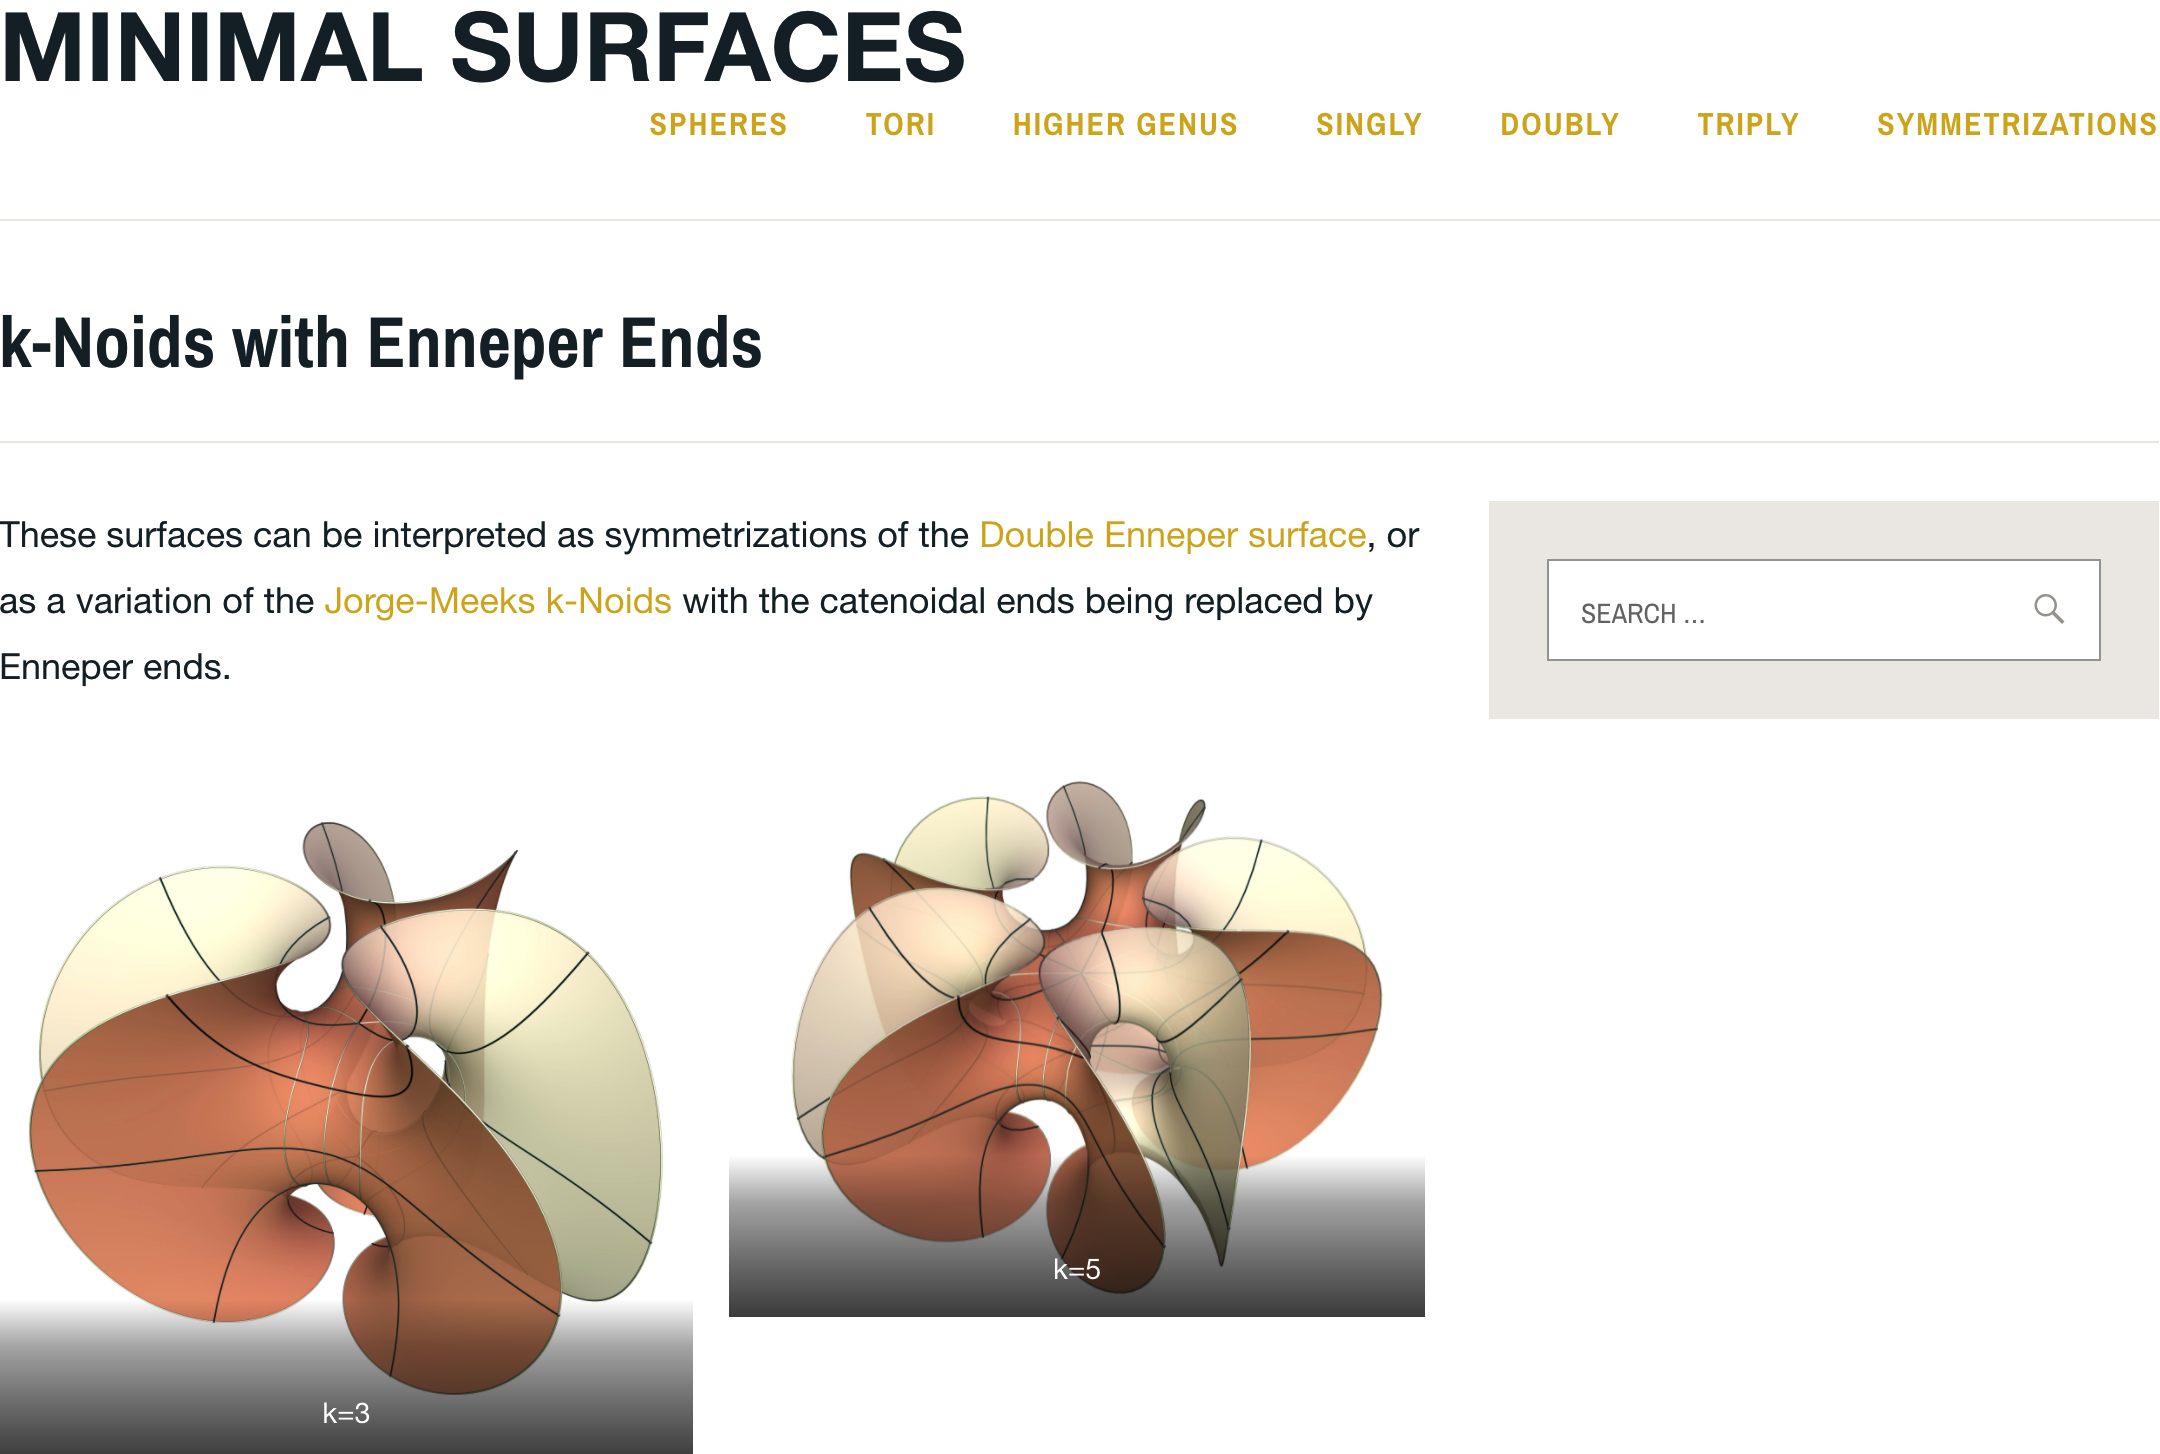 MINIMAL SURFACES
SPHERES TORI HIGHER GENUS SINGLY DOUBLY TRIPLY SYMMETRIZATIONS
k-Noids with Enneper Ends
These surfaces can be interpreted as symmetrizations of the Double Enneper surface, or
as a variation of the Jorge-Meeks k-Noids with the catenoidal ends being replaced by
Enneper ends.
SEARCH ...
k=3
k=5